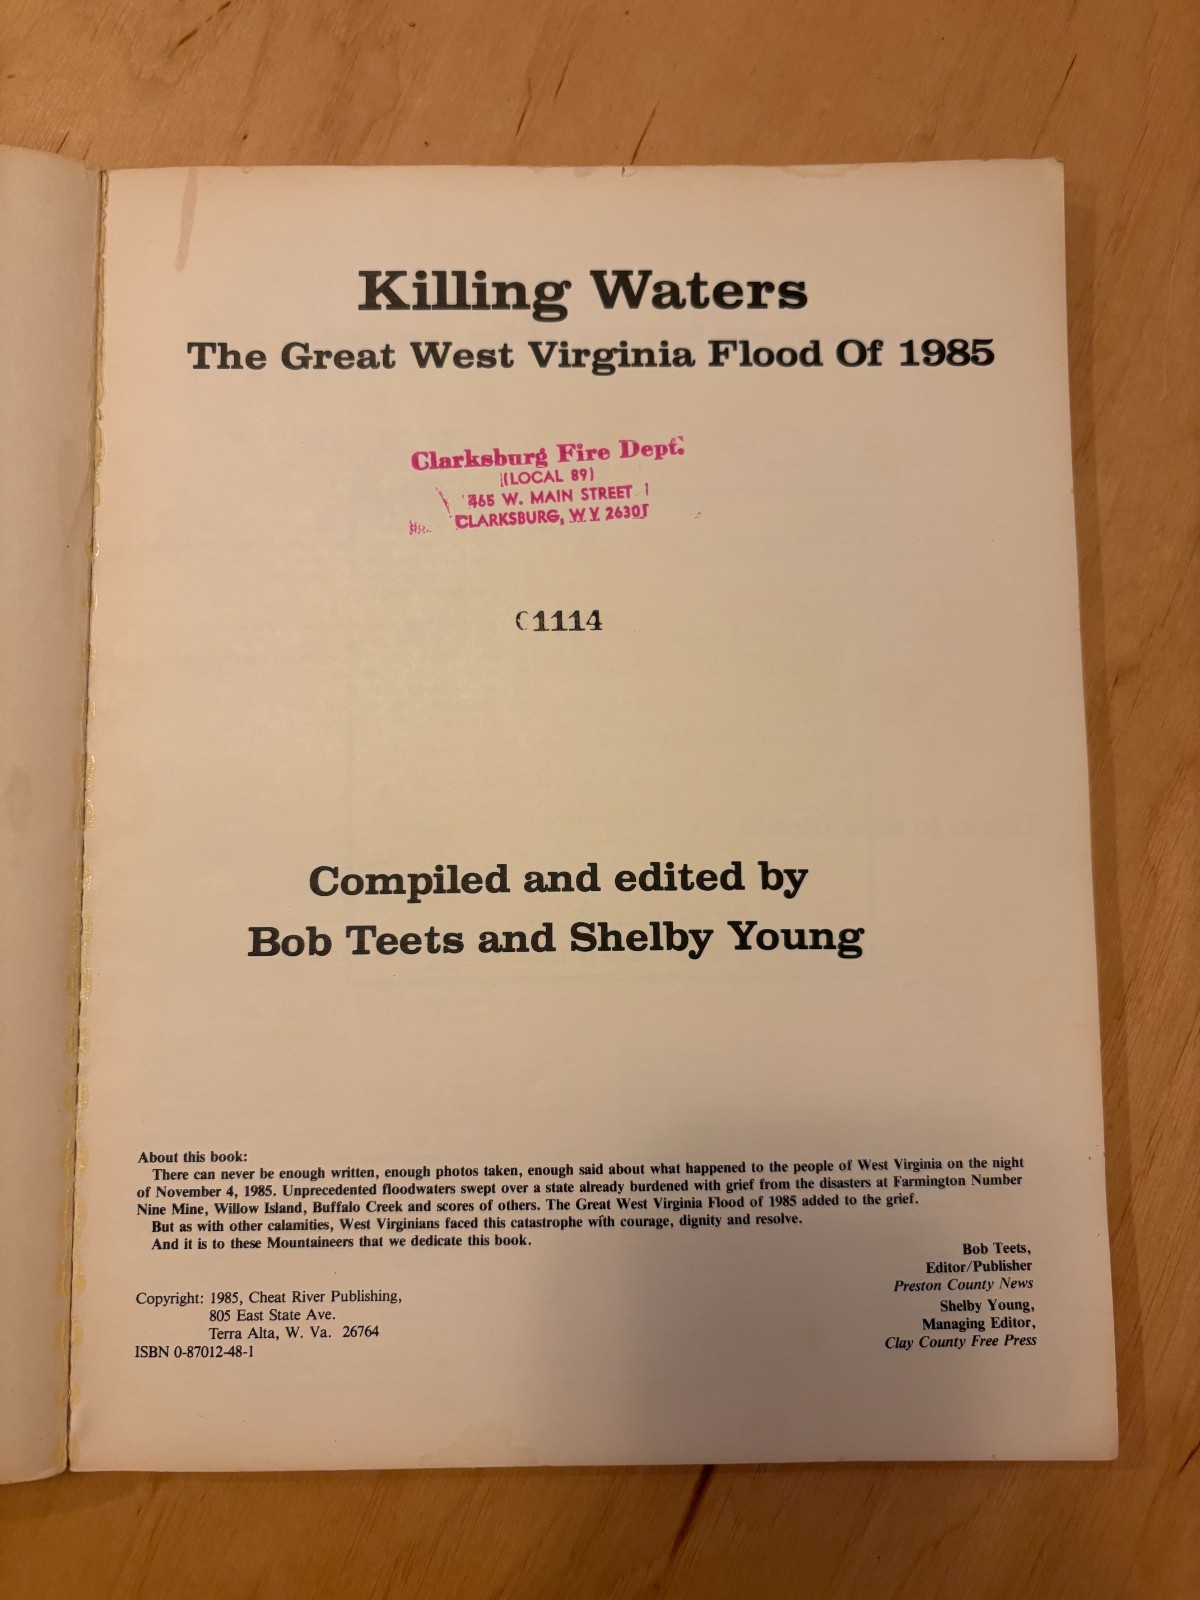 Killing Waters
The Great West Virginia Flood Of 1985
Clarksburg Fire Dept.
(LOCAL 89)
465 W. MAIN STREET
CLARKSBURG, W.V. 26301
C1114
Compiled and edited by
Bob Teets and Shelby Young
About this book:
There can never be enough written, enough photos taken, enough said about what happened to the people of West Virginia on the night
of November 4, 1985. Unprecedented floodwaters swept over a state already burdened with grief from the disasters at Farmington Number
Nine Mine, Willow Island, Buffalo Creek and scores of others. The Great West Virginia Flood of 1985 added to the grief.
But as with other calamities, West Virginians faced this catastrophe with courage, dignity and resolve.
And it is to these Mountaineers that we dedicate this book.
Bob Teets,
Editor/Publisher
Preston County News
Shelby Young,
Managing Editor,
Clay County Free Press
Copyright: 1985, Cheat River Publishing,
805 East State Ave.
Terra Alta, W. Va. 26764
ISBN 0-87012-48-1